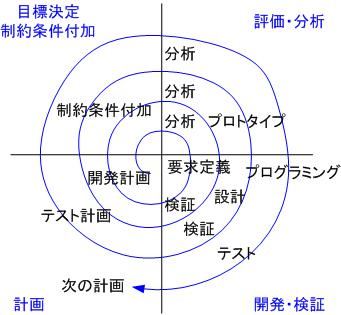 目標決定
制約条件付加
評価・分析
分析
分析
制約条件付加
分析
プロトタイプ
要求定義
プログラミング
開発計画
設計
検証
テスト計画
検証
テスト
次の計画
計画
開発・検証